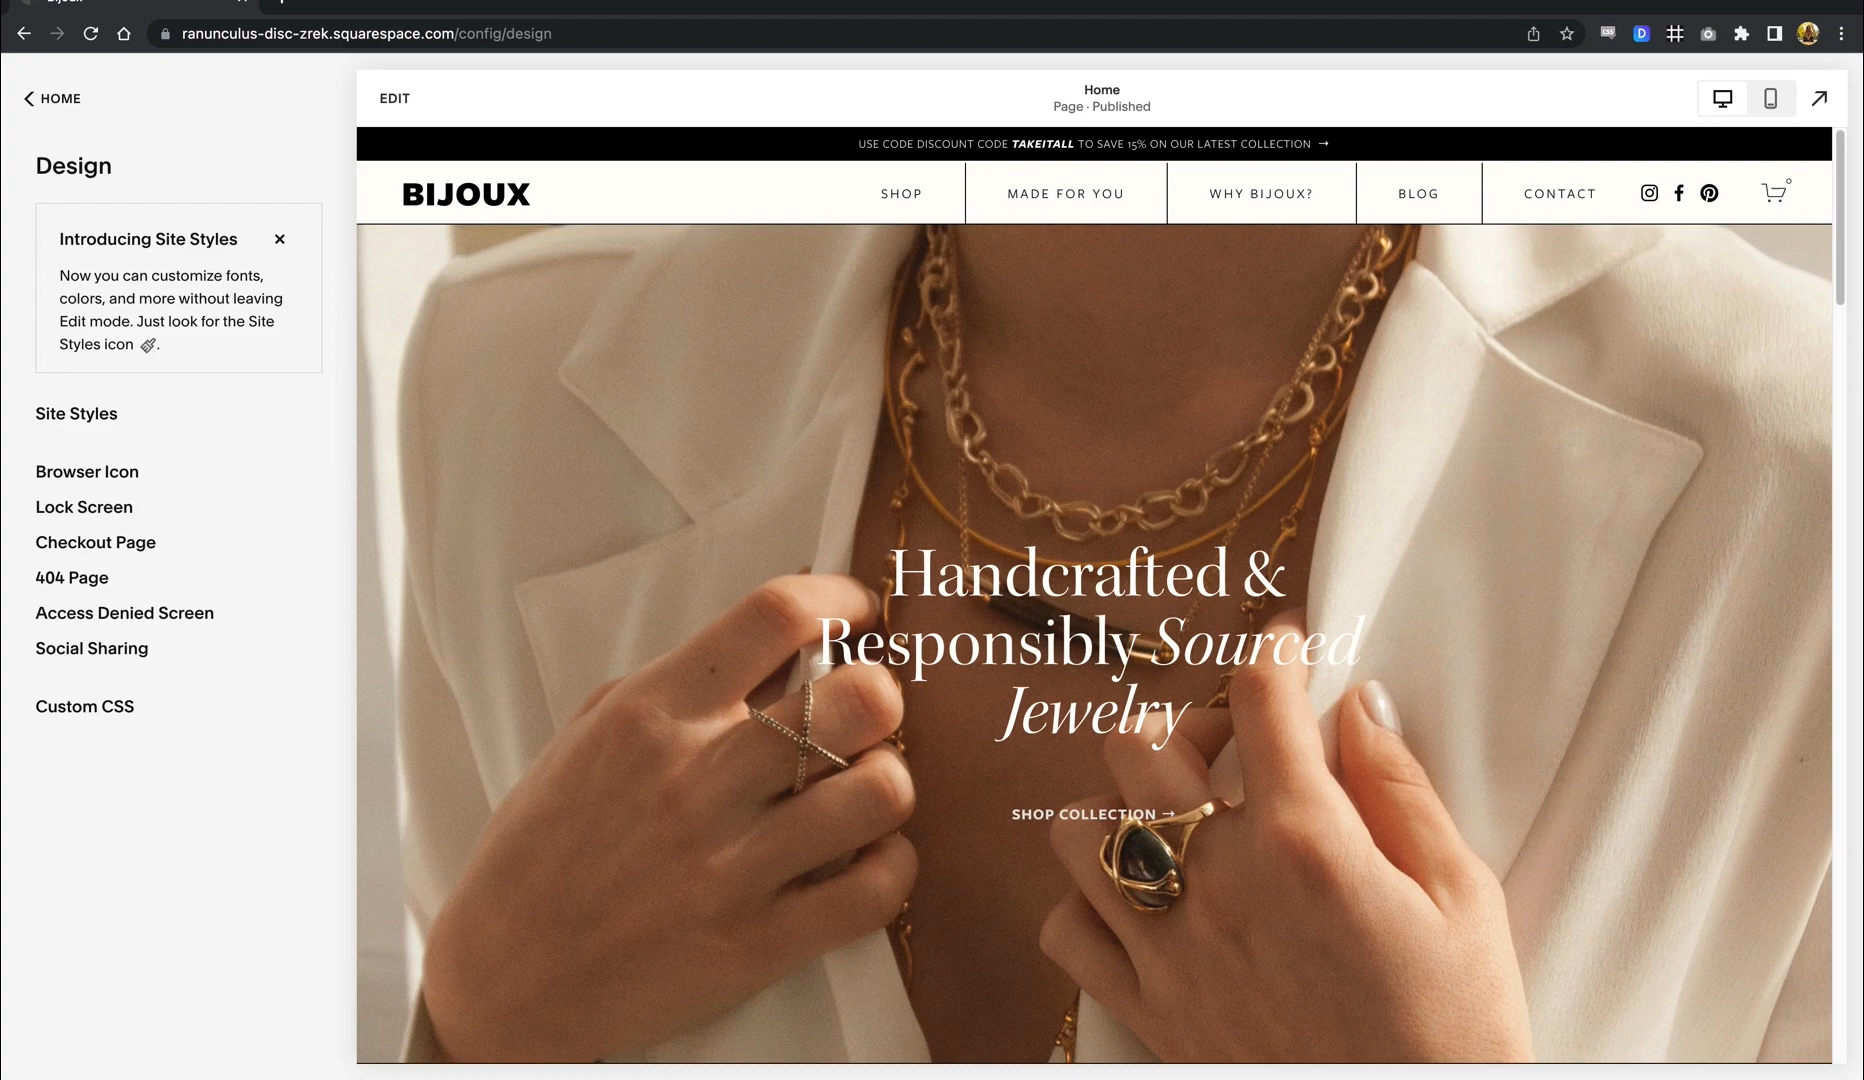 Bijoux
ranunculus-disc-zrek.squarespace.com/config/design
CSS
D
HOME
EDIT
Home
Page · Published
Design
Introducing Site Styles
Now you can customize fonts,
colors, and more without leaving
Edit mode. Just look for the Site
Styles icon .
Site Styles
Browser Icon
Lock Screen
Checkout Page
404 Page
Access Denied Screen
Social Sharing
Custom CSS
USE CODE DISCOUNT CODE TAKEITALL TO SAVE 15% ON OUR LATEST COLLECTION →
BIJOUX
SHOP
MADE FOR YOU
WHY BIJOUX?
BLOG
CONTACT
0
Handcrafted &
Responsibly Sourced
Jewelry
SHOP COLLECTION →